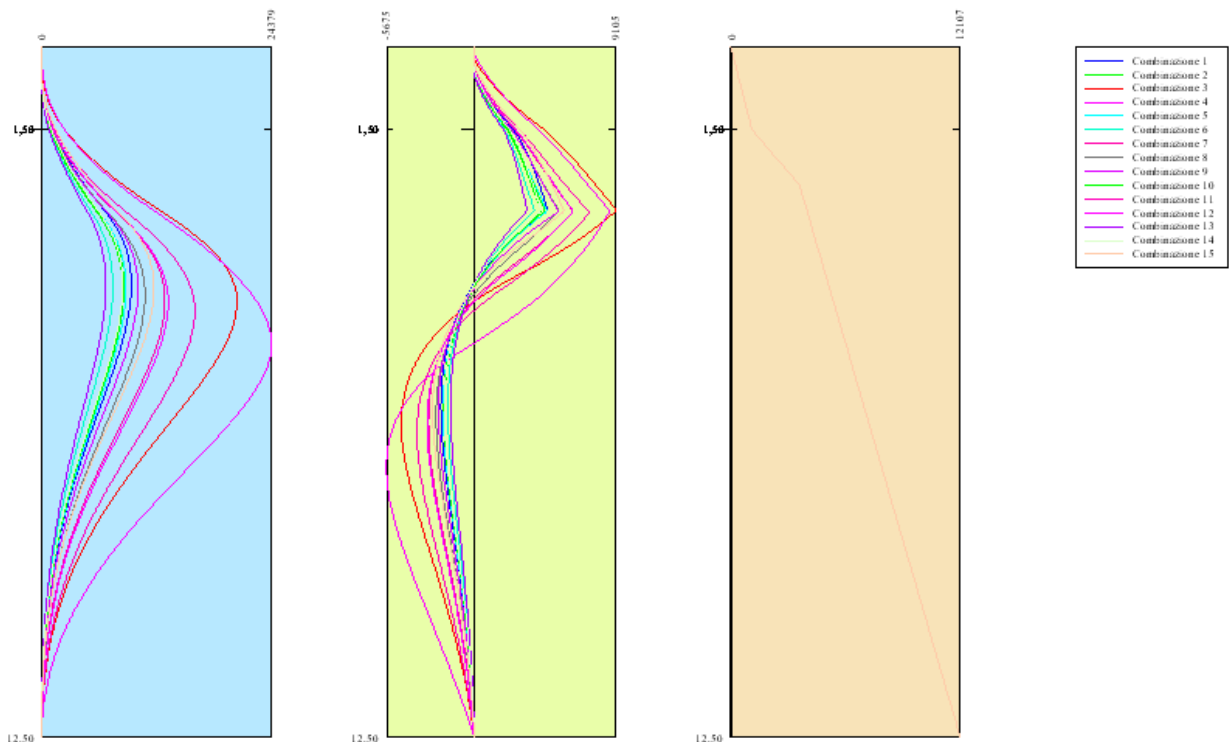 0
24379
-5675
9105
0
12107
1,50
1,50
1,50
12.50
12.50
12.50
Combinazione 1
Combinazione 2
Combinazione 3
Combinazione 4
Combinazione 5
Combinazione 6
Combinazione 7
Combinazione 8
Combinazione 9
Combinazione 10
Combinazione 11
Combinazione 12
Combinazione 13
Combinazione 14
Combinazione 15